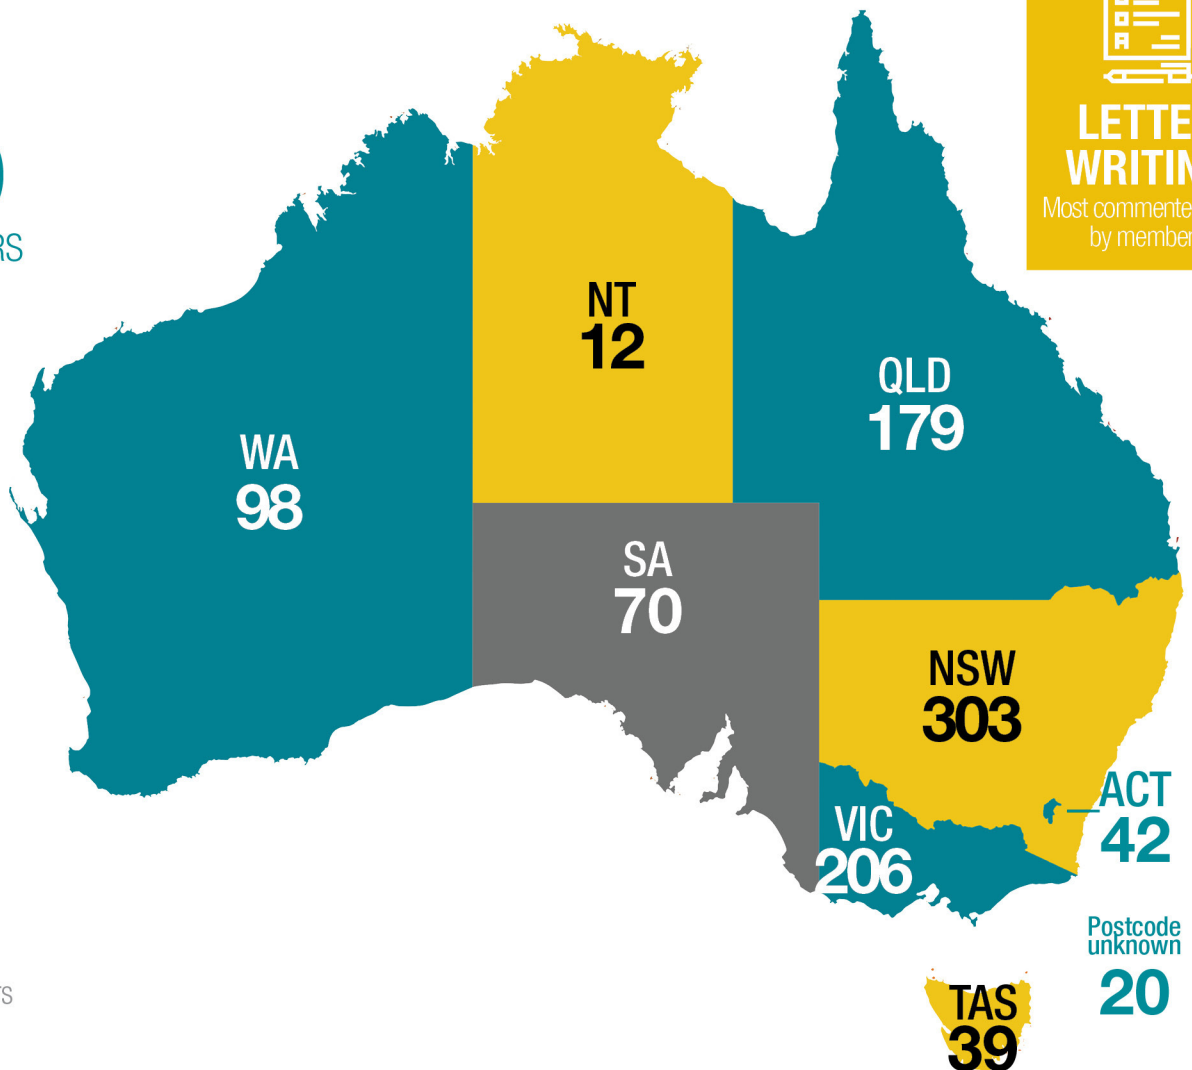 LETTE
WRITIN
Most commente
by member
NT
12
QLD
179
WA
98
SA
70
NSW
303
ACT
42
VIC
206
Postcode
unknown
20
TAS
39